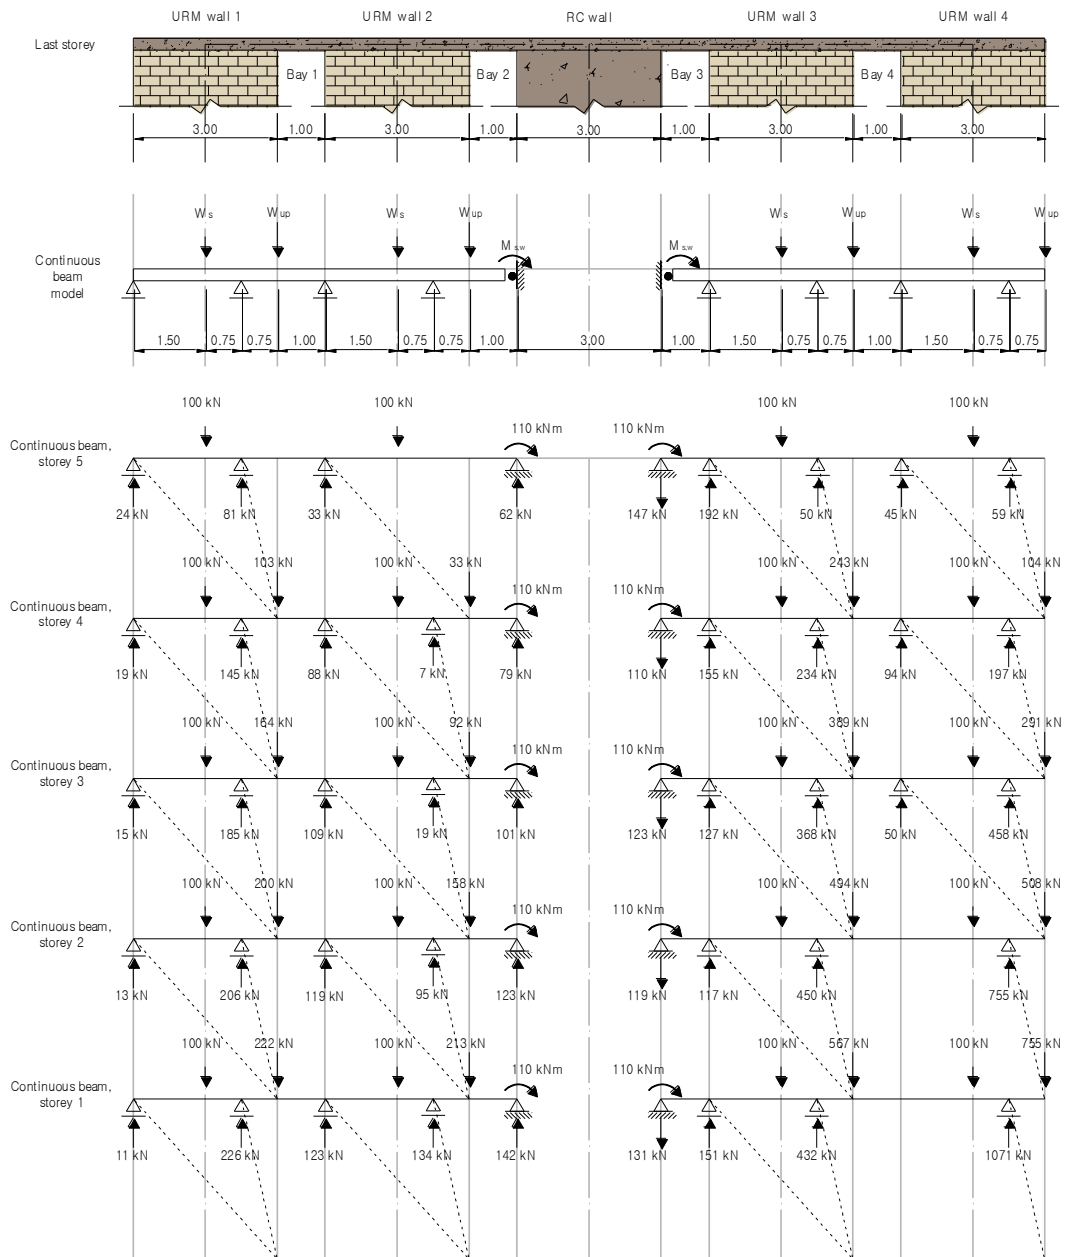 URM wall 1 URM wall 2 RC wall URM wall 3 URM wall 4
Last storey
Bay 1 Bay 2 Bay 3 Bay 4
3.00 1.00 3.00 1.00 3.00 1.00 3.00 1.00 3.00
Ws Wup Ws Wup Ws Wup Ws Wup
Ms,w Ms,w
Continuous
beam
model
1.50 0.75 0.75 1.00 1.50 0.75 0.75 1.00 3.00 1.00 1.50 0.75 0.75 1.00 1.50 0.75 0.75
100 kN 100 kN 100 kN 100 kN
110 kNm 110 kNm
Continuous beam,
storey 5
24 kN 81 kN 33 kN 62 kN 147 kN 192 kN 50 kN 45 kN 59 kN
100 kN 103 kN 100 kN 33 kN 100 kN 243 kN 100 kN 104 kN
110 kNm 110 kNm
Continuous beam,
storey 4
19 kN 145 kN 88 kN 7 kN 79 kN 110 kN 155 kN 234 kN 94 kN 197 kN
100 kN 164 kN 100 kN 92 kN 100 kN 389 kN 100 kN 291 kN
110 kNm 110 kNm
Continuous beam,
storey 3
15 kN 185 kN 109 kN 19 kN 101 kN 123 kN 127 kN 368 kN 50 kN 458 kN
100 kN 200 kN 100 kN 158 kN 100 kN 494 kN 100 kN 508 kN
110 kNm 110 kNm
Continuous beam,
storey 2
13 kN 206 kN 119 kN 95 kN 123 kN 119 kN 117 kN 450 kN 755 kN
100 kN 222 kN 100 kN 213 kN 100 kN 567 kN 100 kN 755 kN
110 kNm 110 kNm
Continuous beam,
storey 1
11 kN 226 kN 123 kN 134 kN 142 kN 131 kN 151 kN 432 kN 1071 kN